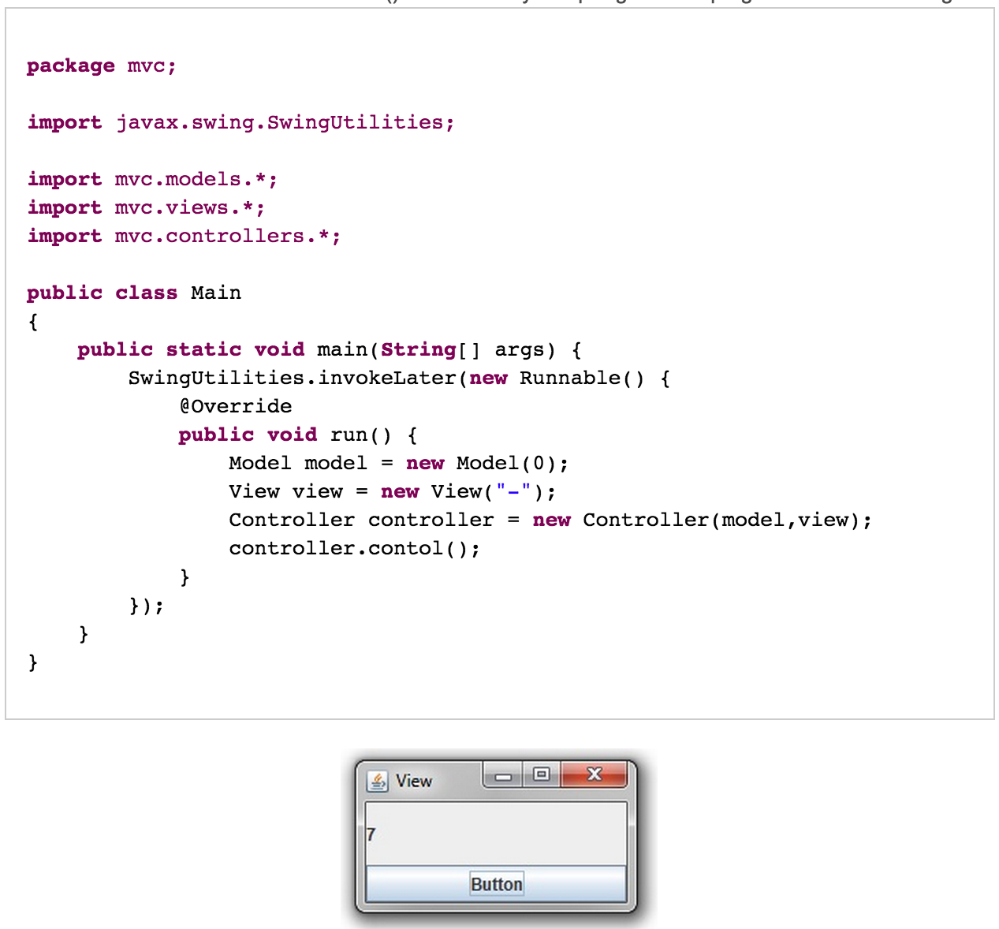 ()
package mvc;
import javax.swing.SwingUtilities;
import mvc.models.*;
import mvc.views.*;
import mvc.controllers.*;
public class Main
{
public static void main(String[] args) {
SwingUtilities.invokeLater(new Runnable() {
@Override
public void run() {
Model model = new Model(0);
View view = new View("-");
Controller controller = new Controller(model,view);
controller.contol();
}
});
}
}
View
7
Button